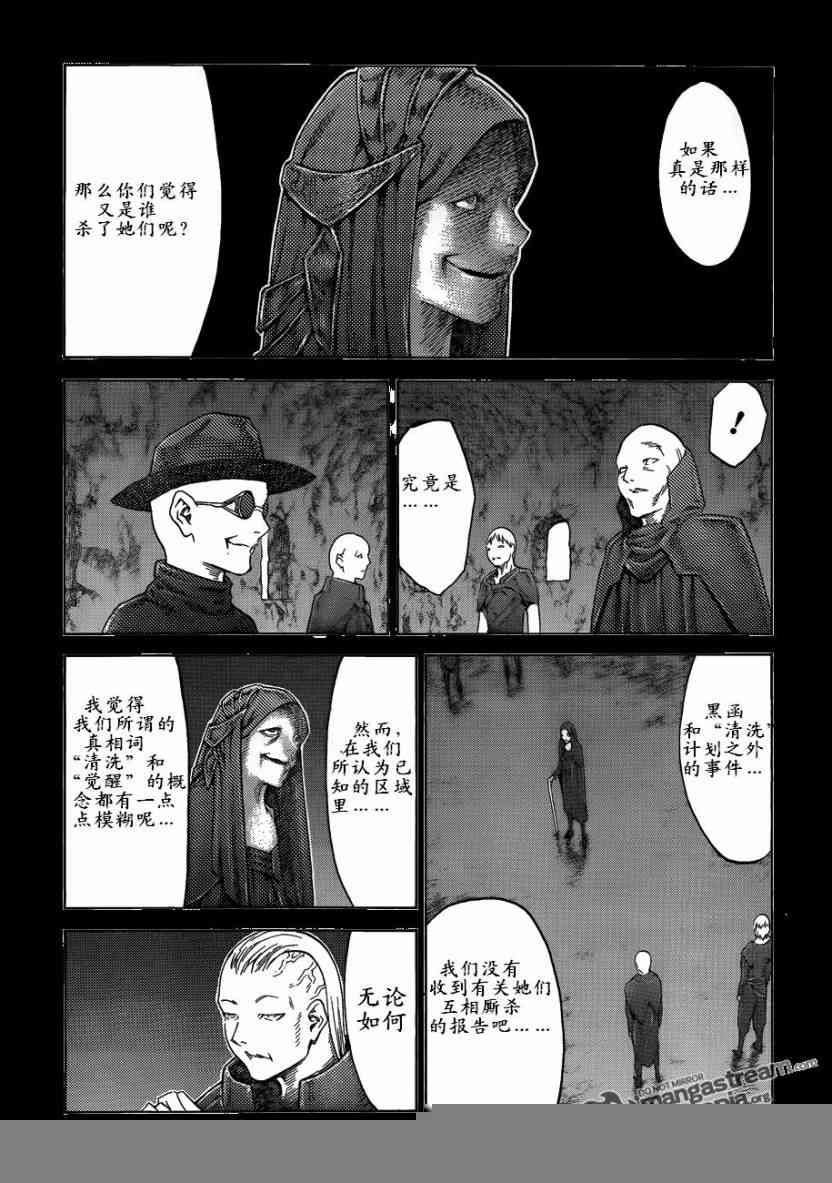 如果
真是那样
的话...
那么你们觉得
又是谁
杀了她们呢?
!
究竟是
……
黑函
和“清洗”
计划之外
的事件...
我们没有
收到有关她们
互相厮杀
的报告吧……
然而,
在我们
所认为已
知的区域
里……
我觉得
我们所谓的
真相词
“清洗”和
“觉醒”的概
念都有一点
点模糊呢...
无论
如何
DO NOT MIRROR
mangastream.com